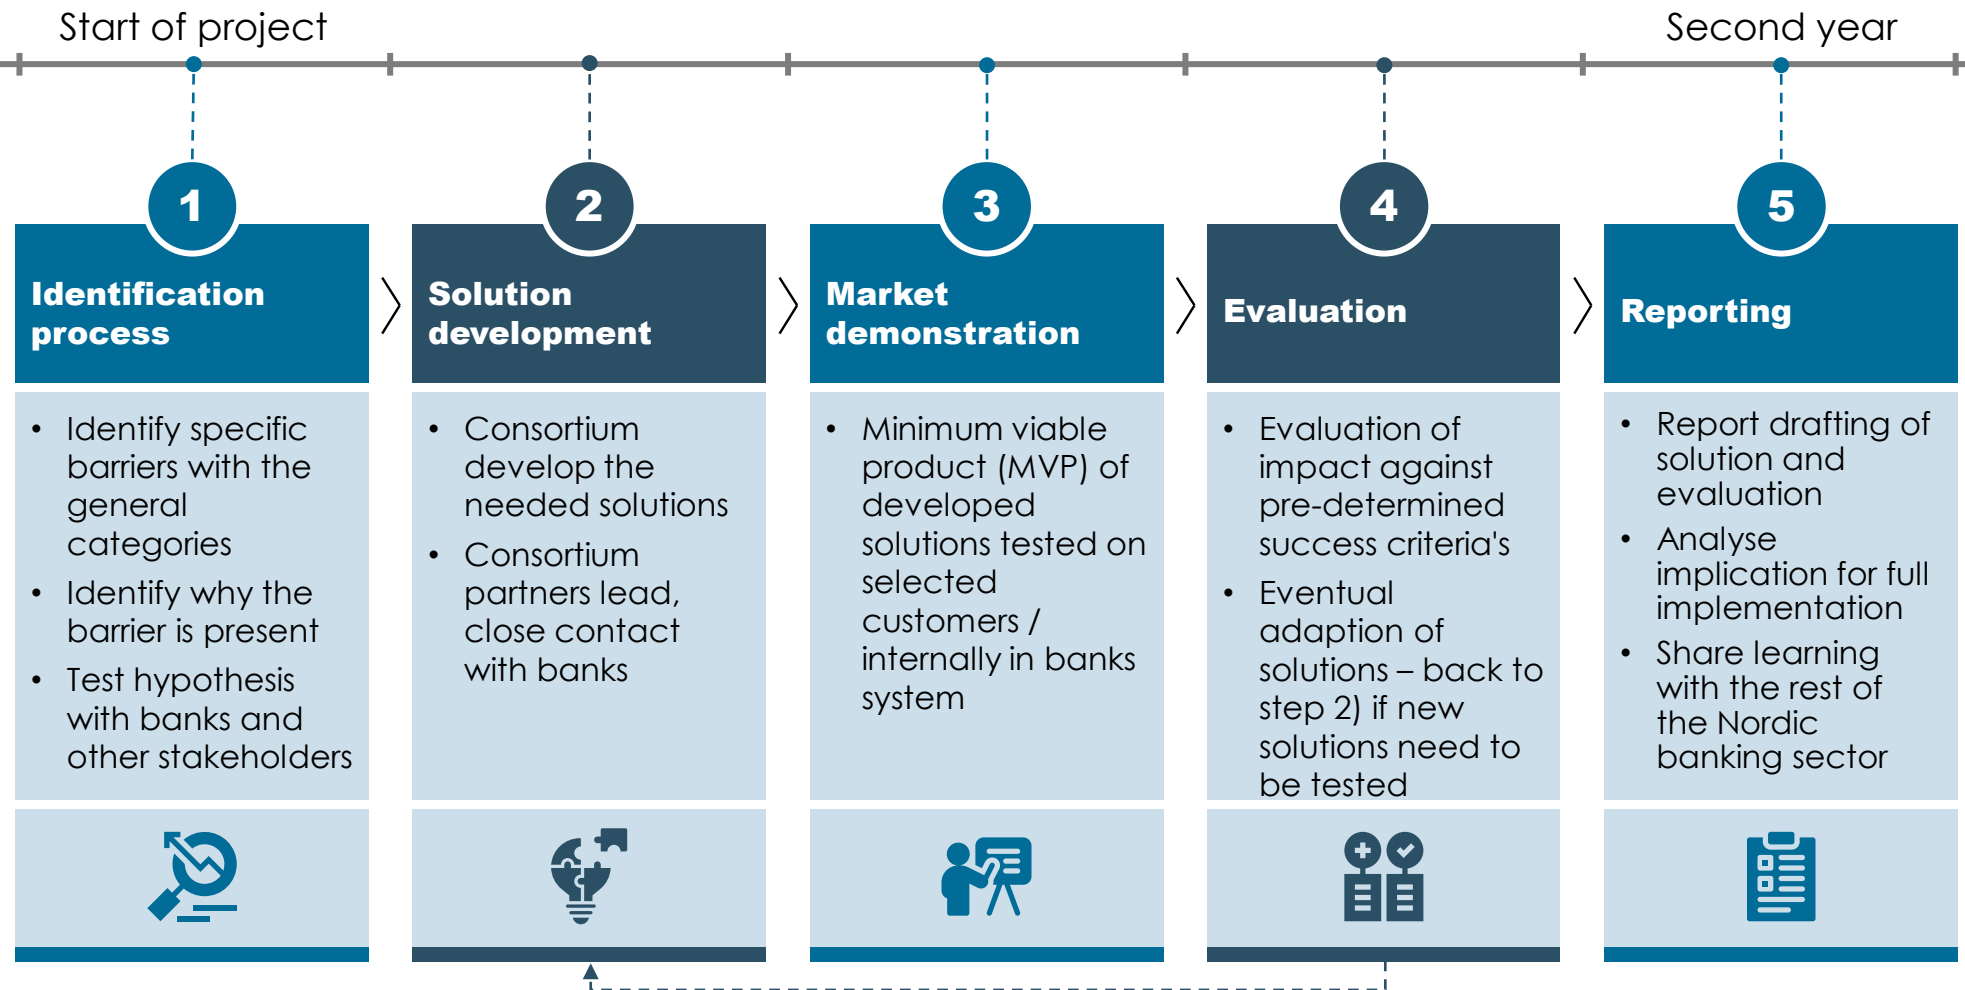 Start of project
Second year
1
Identification
process
• Identify specific
barriers with the
general
categories
• Identify why the
barrier is present
• Test hypothesis
with banks and
other stakeholders
2
Solution
development
• Consortium
develop the
needed solutions
• Consortium
partners lead,
close contact
with banks
3
Market
demonstration
• Minimum viable
product (MVP) of
developed
solutions tested on
selected
customers /
internally in banks
system
4
Evaluation
• Evaluation of
impact against
pre-determined
success criteria's
• Eventual
adaption of
solutions – back to
step 2) if new
solutions need to
be tested
5
Reporting
• Report drafting of
solution and
evaluation
• Analyse
implication for full
implementation
• Share learning
with the rest of
the Nordic
banking sector